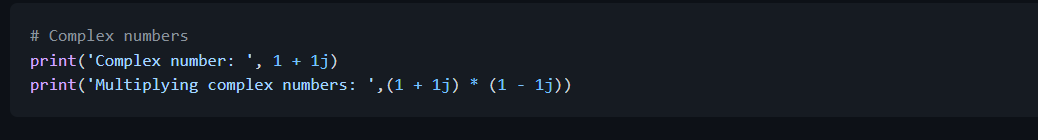 # Complex numbers
print('Complex number: ', 1 + 1j)
print('Multiplying complex numbers: ',(1 + 1j) * (1 - 1j))